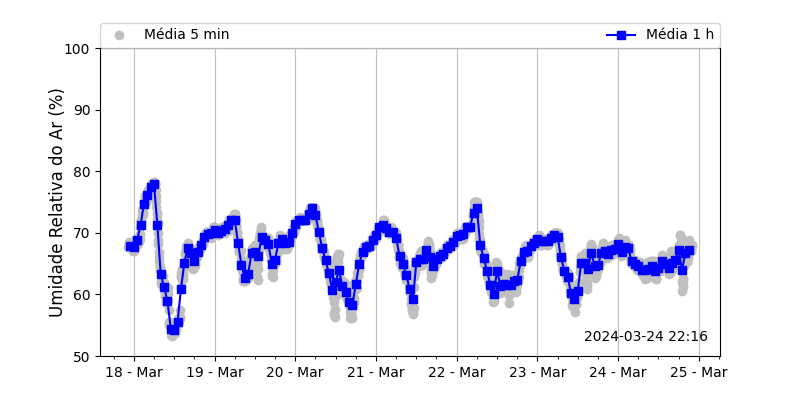 Média 5 min Média 1 h
Umidade Relativa do Ar (%)
100
90
80
70
60
50
2024-03-24 22:16
18 - Mar 19 - Mar 20 - Mar 21 - Mar 22 - Mar 23 - Mar 24 - Mar 25 - Mar